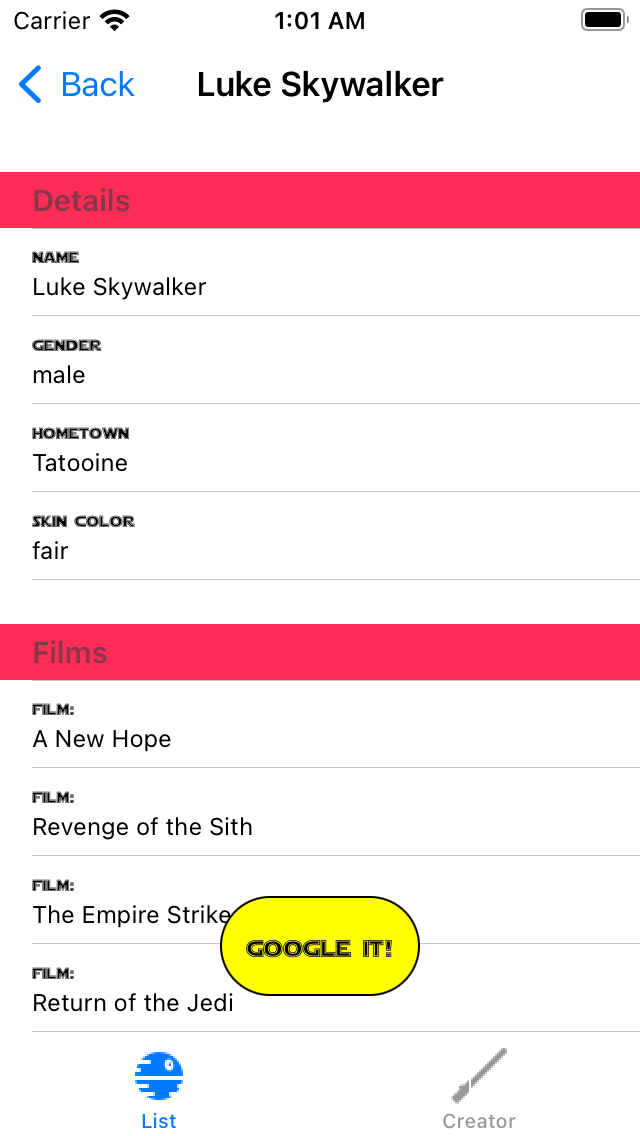 Carrier 1:01 AM
Back Luke Skywalker
Details
NAME
Luke Skywalker
GENDER
male
HOMETOWN
Tatooine
SKIN COLOR
fair
Films
FILM:
A New Hope
FILM:
Revenge of the Sith
FILM:
The Empire Strike
GOOGLE IT!
FILM:
Return of the Jedi
List Creator